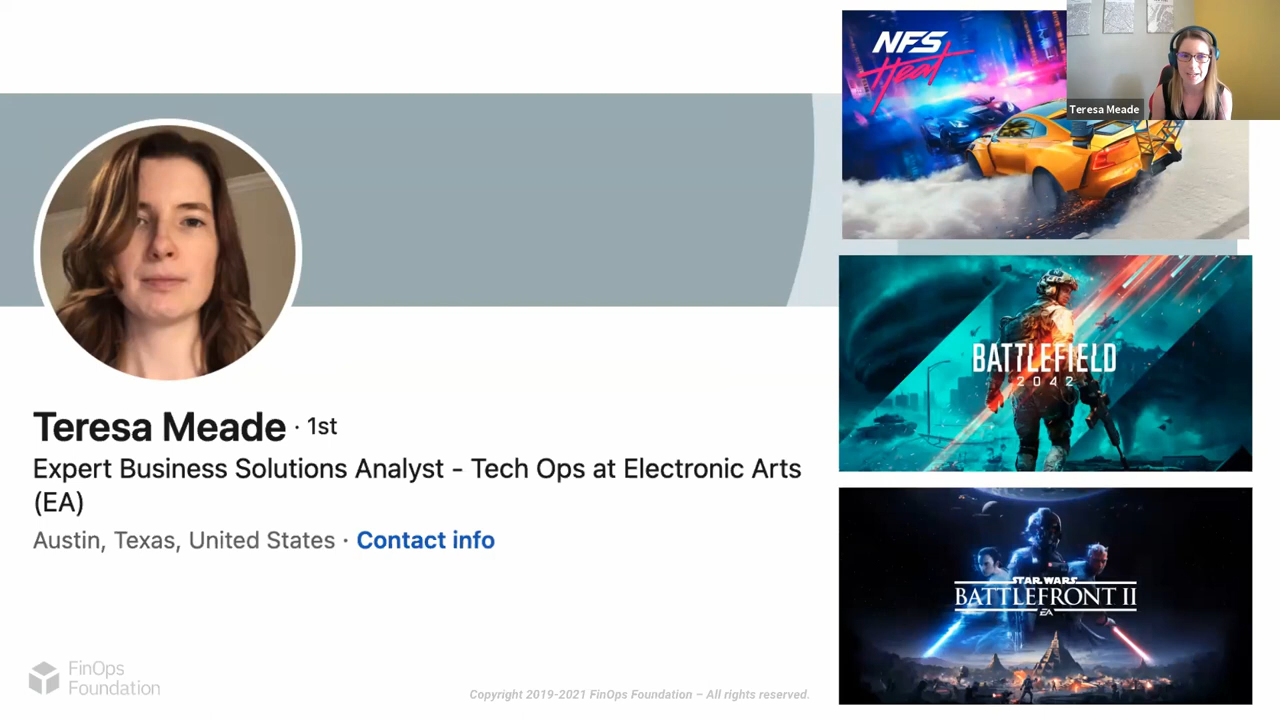 NFS
Heat
Teresa Meade
BATTLEFIELD
2042
Teresa Meade · 1st
Expert Business Solutions Analyst - Tech Ops at Electronic Arts
(EA)
Austin, Texas, United States · Contact info
STAR WARS
BATTLEFRONT II
EA
FinOps
Foundation
Copyright 2019-2021 FinOps Foundation – All rights reserved.